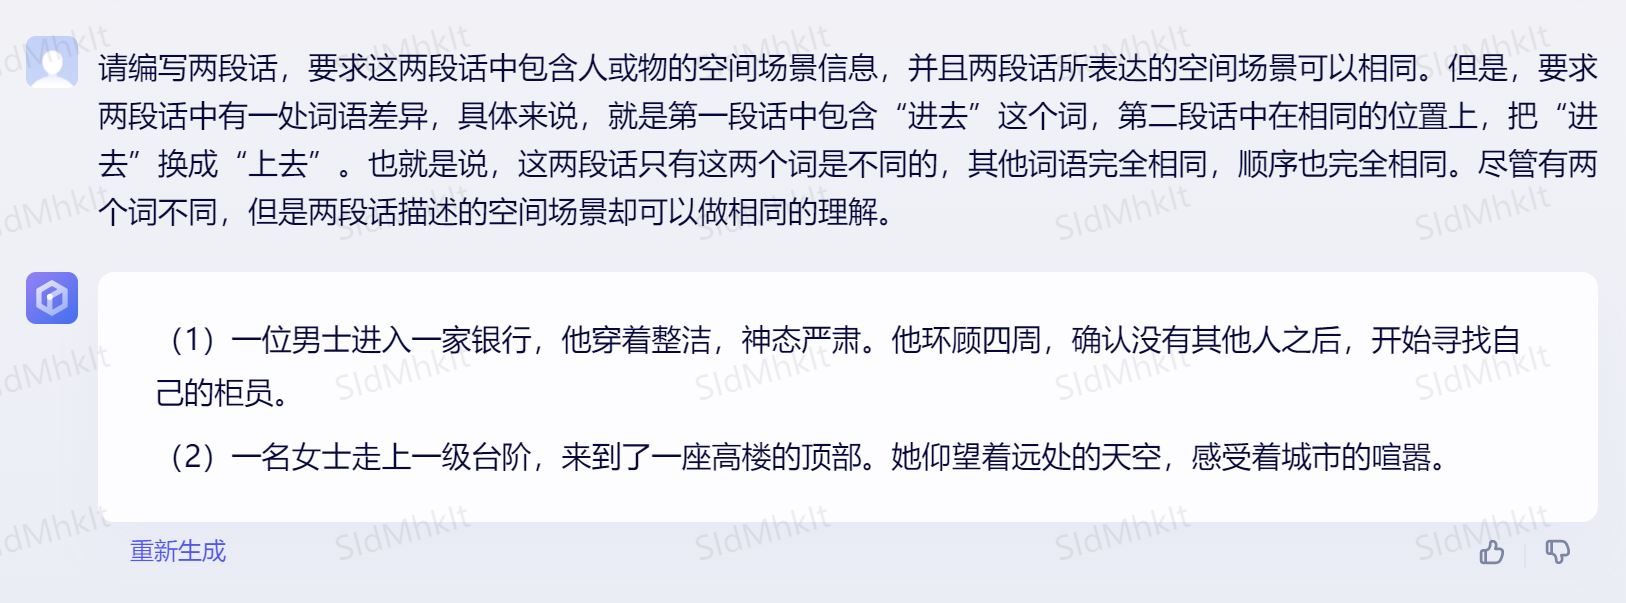 请编写两段话，要求这两段话中包含人或物的空间场景信息，并且两段话所表达的空间场景可以相同。但是，要求
两段话中有一处词语差异，具体来说，就是第一段话中包含“进去”这个词，第二段话中在相同的位置上，把“进
去”换成“上去”。也就是说，这两段话只有这两个词是不同的，其他词语完全相同，顺序也完全相同。尽管有两
个词不同，但是两段话描述的空间场景却可以做相同的理解。
（1）一位男士进入一家银行，他穿着整洁，神态严肃。他环顾四周，确认没有其他人之后，开始寻找自
己的柜员。
（2）一名女士走上一级台阶，来到了一座高楼的顶部。她仰望着远处的天空，感受着城市的喧嚣。
重新生成